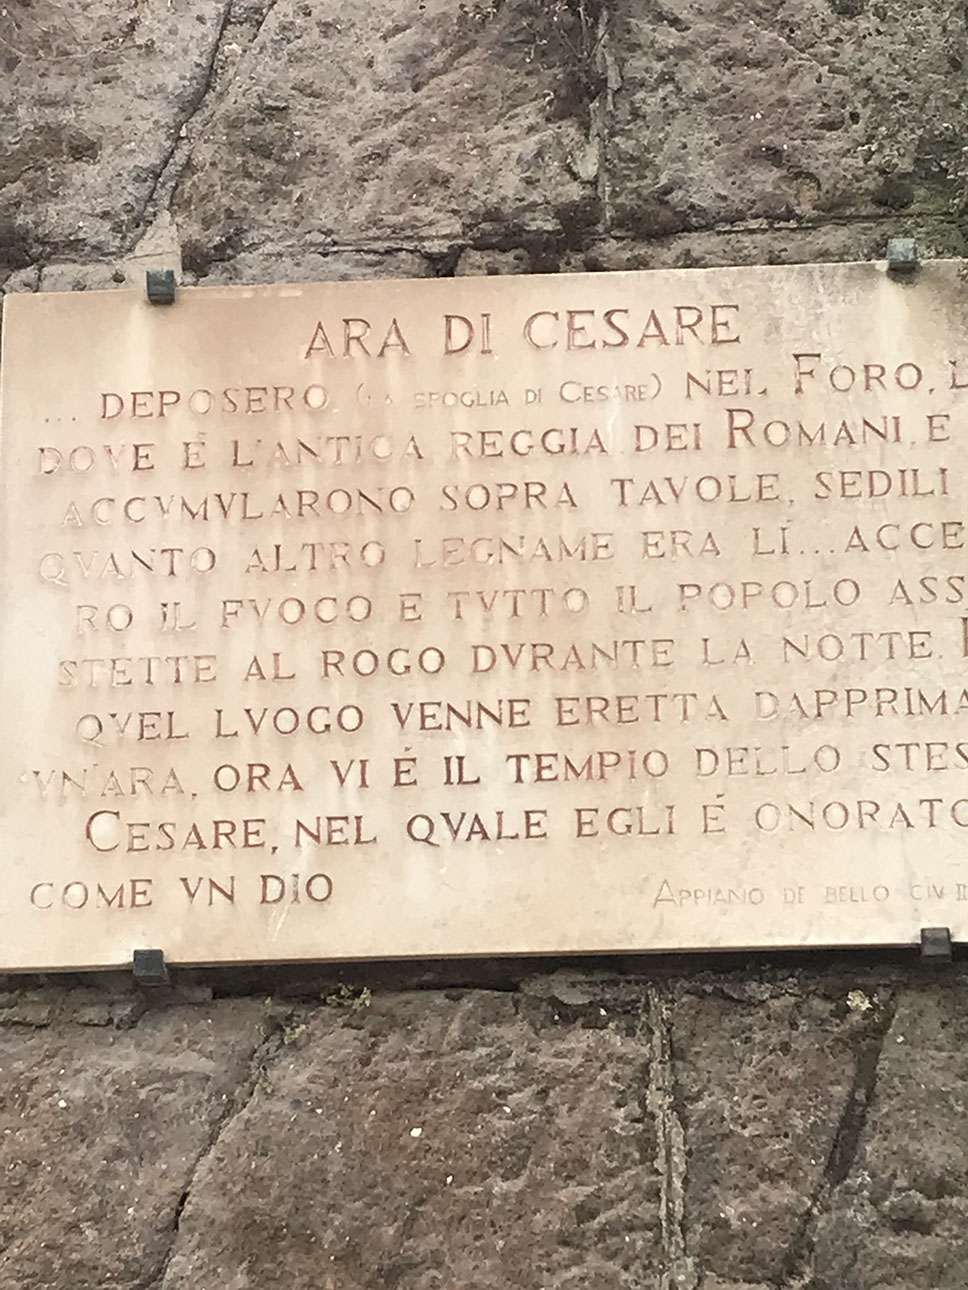 ARA DI CESARE
... DEPOSERO (LA SPOGLIA DI CESARE) NEL FORO, L
DOVE É L'ANTICA REGGIA DEI ROMANI, E
ACCVMVLARONO SOPRA TAVOLE, SEDILI
QVANTO ALTRO LEGNAME ERA LÍ... ACCE
RO IL FVOCO E TVTTO IL POPOLO ASS
STETTE AL ROGO DVRANTE LA NOTTE.
QVEL LVOGO VENNE ERETTA DAPPRIMA
VN'ARA, ORA VI É IL TEMPIO DELLO STES
CESARE, NEL QVALE EGLI É ONORATO
COME VN DIO
APPIANO DE BELLO CIV II